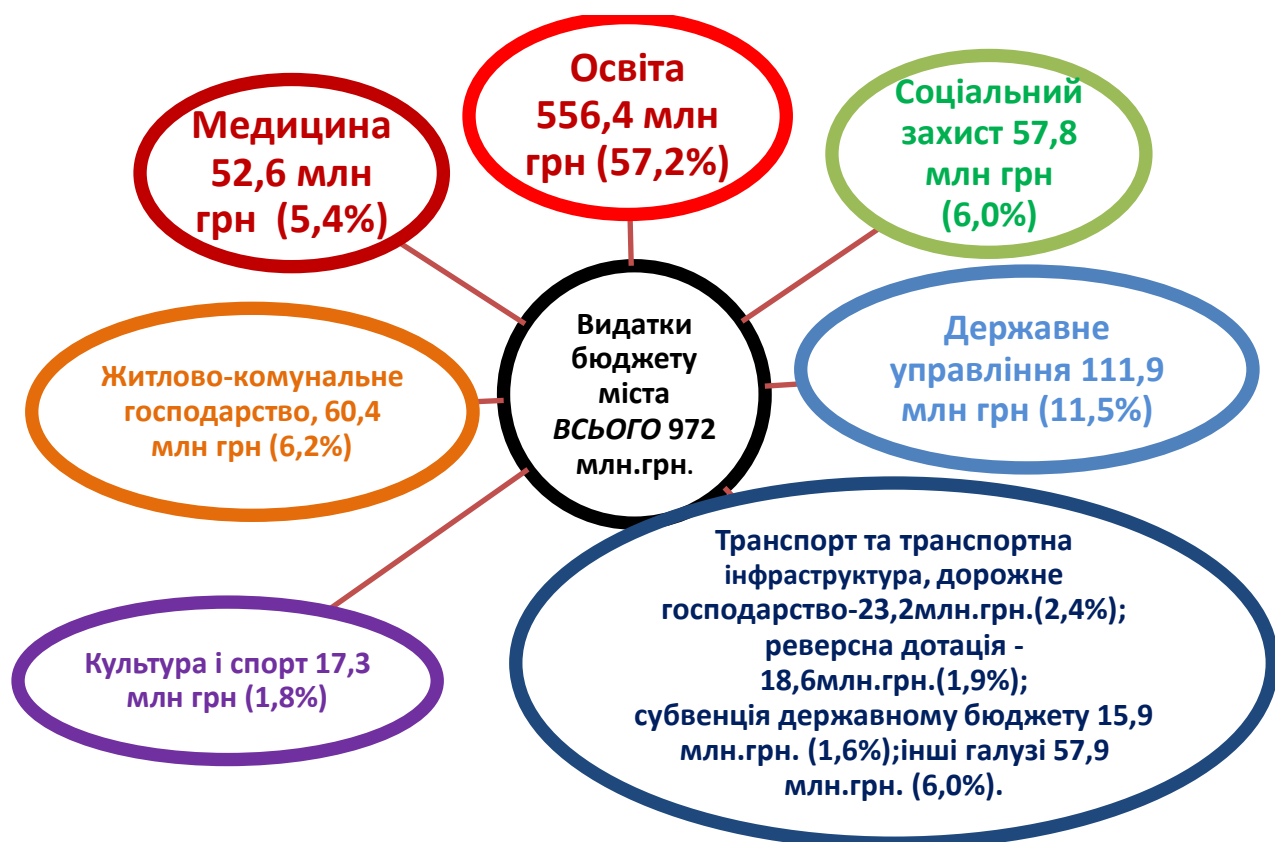 Освіта
556,4 млн
грн (57,2%)
Медицина
52,6 млн
грн (5,4%)
Соціальний
захист 57,8
млн грн
(6,0%)
Видатки
бюджету
міста
ВСЬОГО 972
млн.грн.
Державне
управління 111,9
млн грн (11,5%)
Житлово-комунальне
господарство, 60,4
млн грн (6,2%)
Транспорт та транспортна
інфраструктура, дорожне
господарство-23,2млн.грн.(2,4%);
реверсна дотація -
18,6млн.грн.(1,9%);
субвенція державному бюджету 15,9
млн.грн. (1,6%);інші галузі 57,9
млн.грн. (6,0%).
Культура і спорт 17,3
млн грн (1,8%)